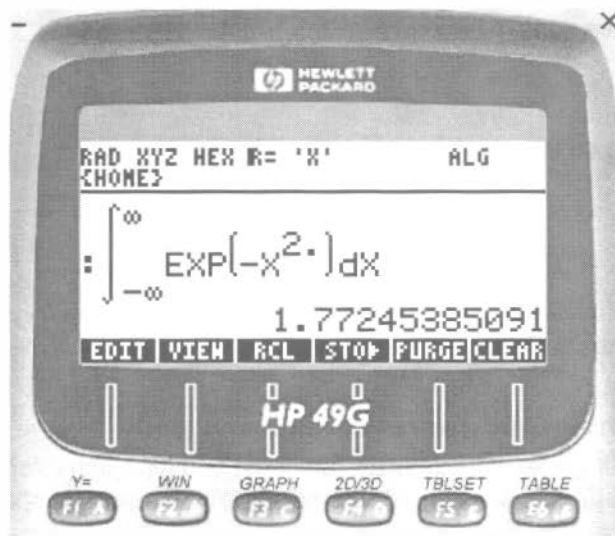 HEWLETT
PACKARD
RAD XYZ HEX R= 'X' ALG
{HOME}
∞
: ∫ EXP(-X^2.)dX
-∞
1.77245385091
EDIT VIEW RCL STO▶ PURGE CLEAR
HP 49G
Y= WIN GRAPH 2D/3D TBLSET TABLE
F1 A F2 B F3 C F4 D F5 E F6 F